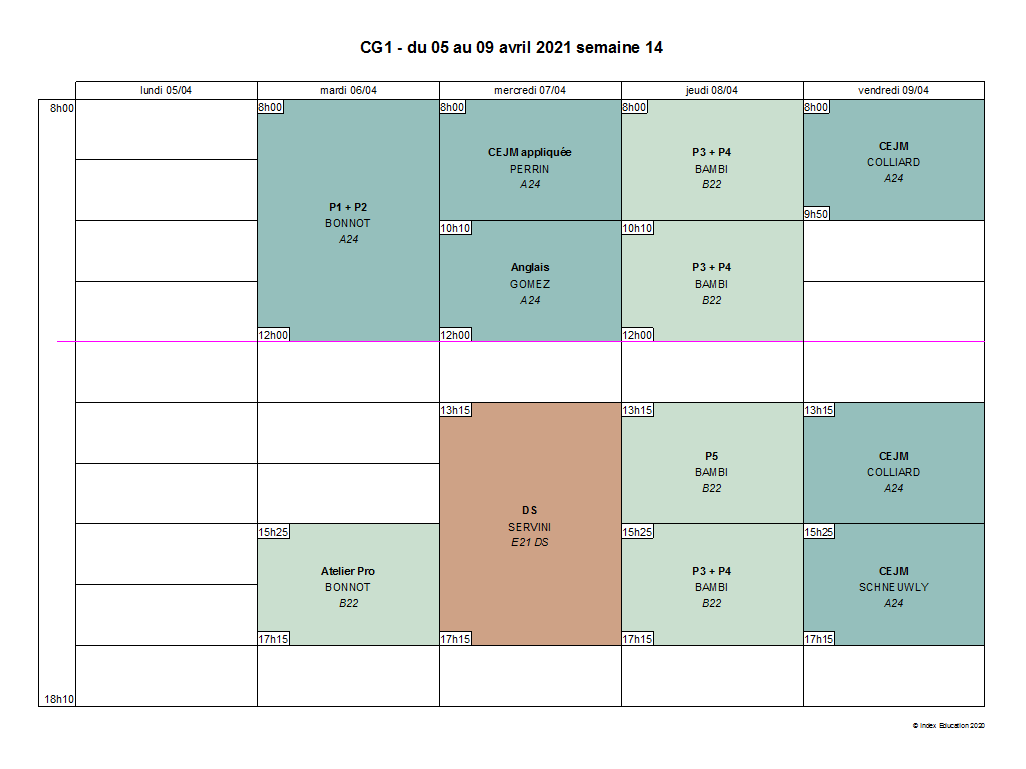 CG1 - du 05 au 09 avril 2021 semaine 14
lundi 05/04
mardi 06/04
mercredi 07/04
jeudi 08/04
vendredi 09/04
8h00
8h00
8h00
8h00
8h00
P1 + P2
BONNOT
A24
CEJM appliquée
PERRIN
A24
P3 + P4
BAMBI
B22
CEJM
COLLIARD
A24
9h50
10h10
10h10
Anglais
GOMEZ
A24
P3 + P4
BAMBI
B22
12h00
12h00
12h00
13h15
13h15
13h15
DS
SERVINI
E21 DS
P5
BAMBI
B22
CEJM
COLLIARD
A24
15h25
15h25
15h25
Atelier Pro
BONNOT
B22
P3 + P4
BAMBI
B22
CEJM
SCHNEUWLY
A24
17h15
17h15
17h15
17h15
18h10
© Index Education 2020